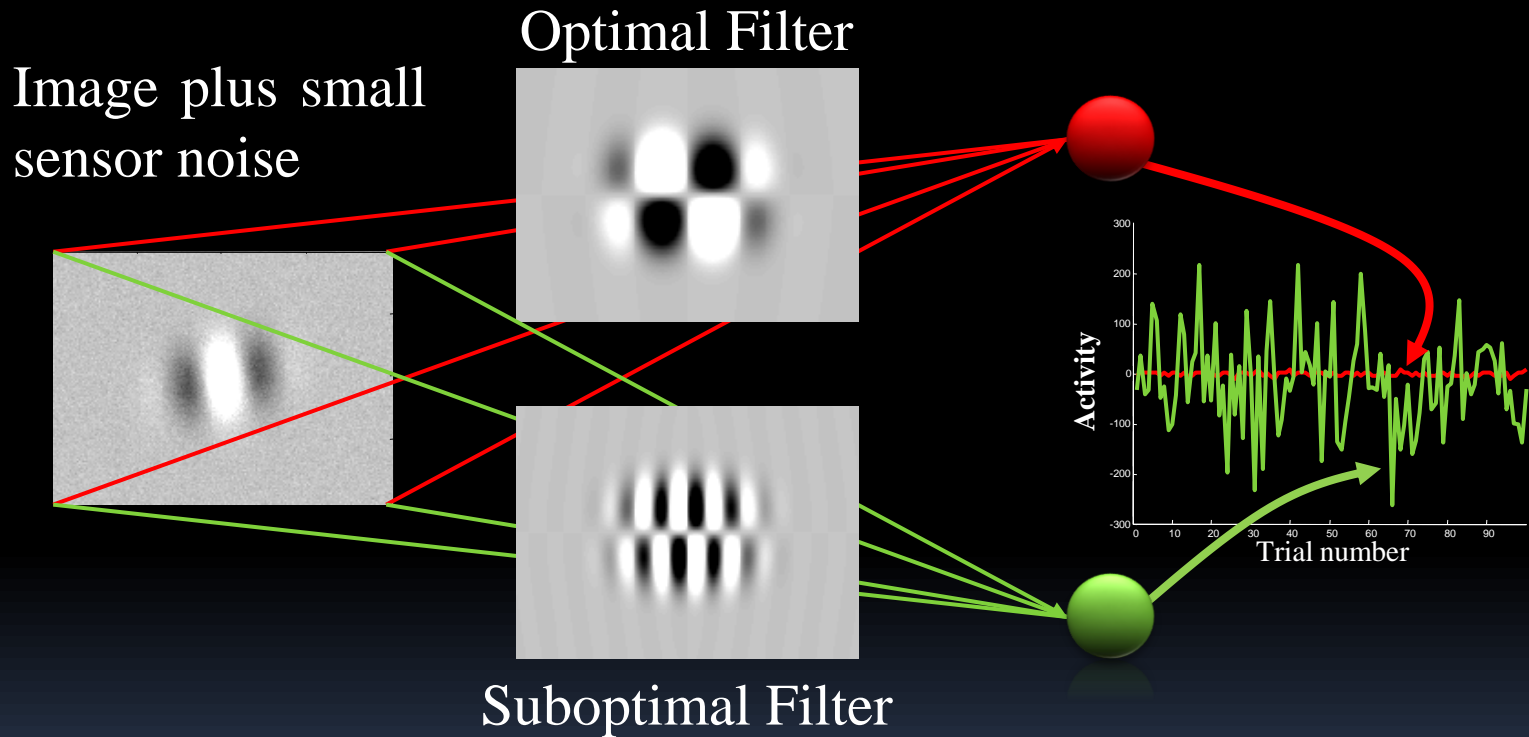 Optimal Filter
Image plus small
sensor noise
300
200
100
0
-100
-200
-300
Activity
0 10 20 30 40 50 60 70 80 90
Trial number
Suboptimal Filter